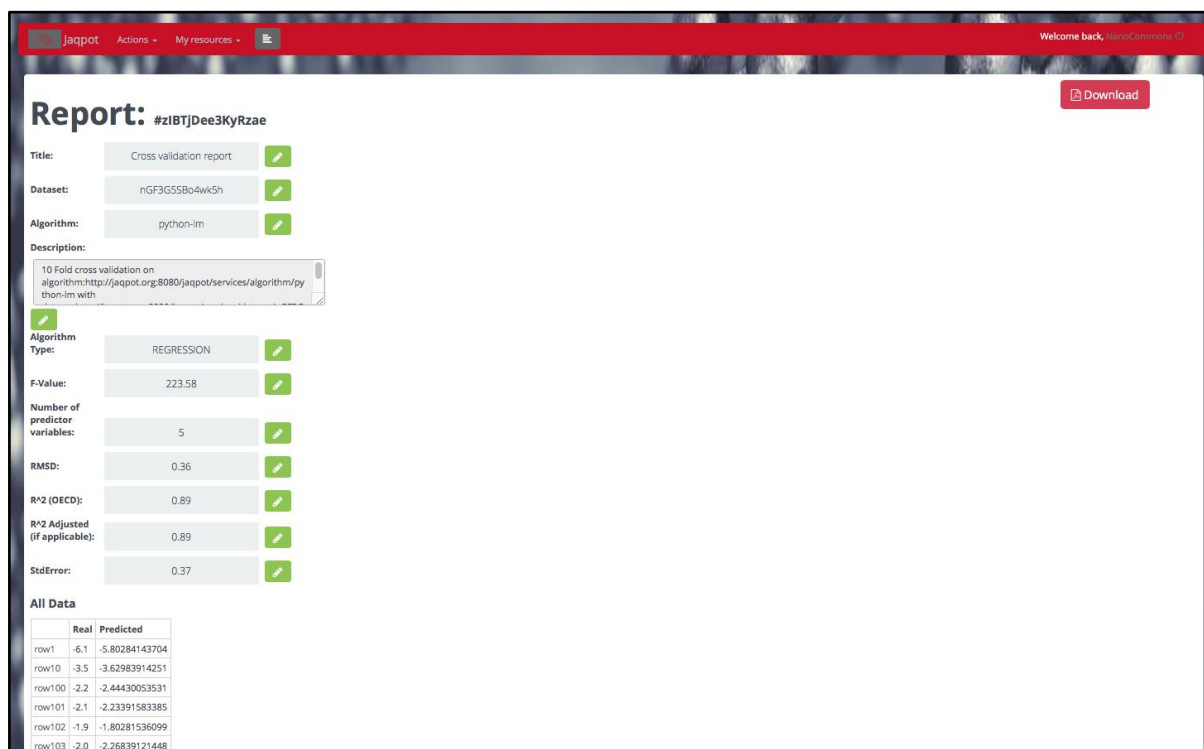 Jaqpot Actions My resources Welcome back, NanoCommons
Download
Report: #zIBTjDee3KyRzae
Title: Cross validation report
Dataset: nGF3G5SBo4wk5h
Algorithm: python-lm
Description:
10 Fold cross validation on
algorithm:http://jaqpot.org:8080/jaqpot/services/algorithm/py
thon-lm with
Algorithm
Type: REGRESSION
F-Value: 223.58
Number of
predictor
variables: 5
RMSD: 0.36
R^2 (OECD): 0.89
R^2 Adjusted
(if applicable): 0.89
StdError: 0.37
All Data
Real Predicted
row1 -6.1 -5.80284143704
row10 -3.5 -3.62983914251
row100 -2.2 -2.44430053531
row101 -2.1 -2.23391583385
row102 -1.9 -1.80281536099
row103 -2.0 -2.26839121448